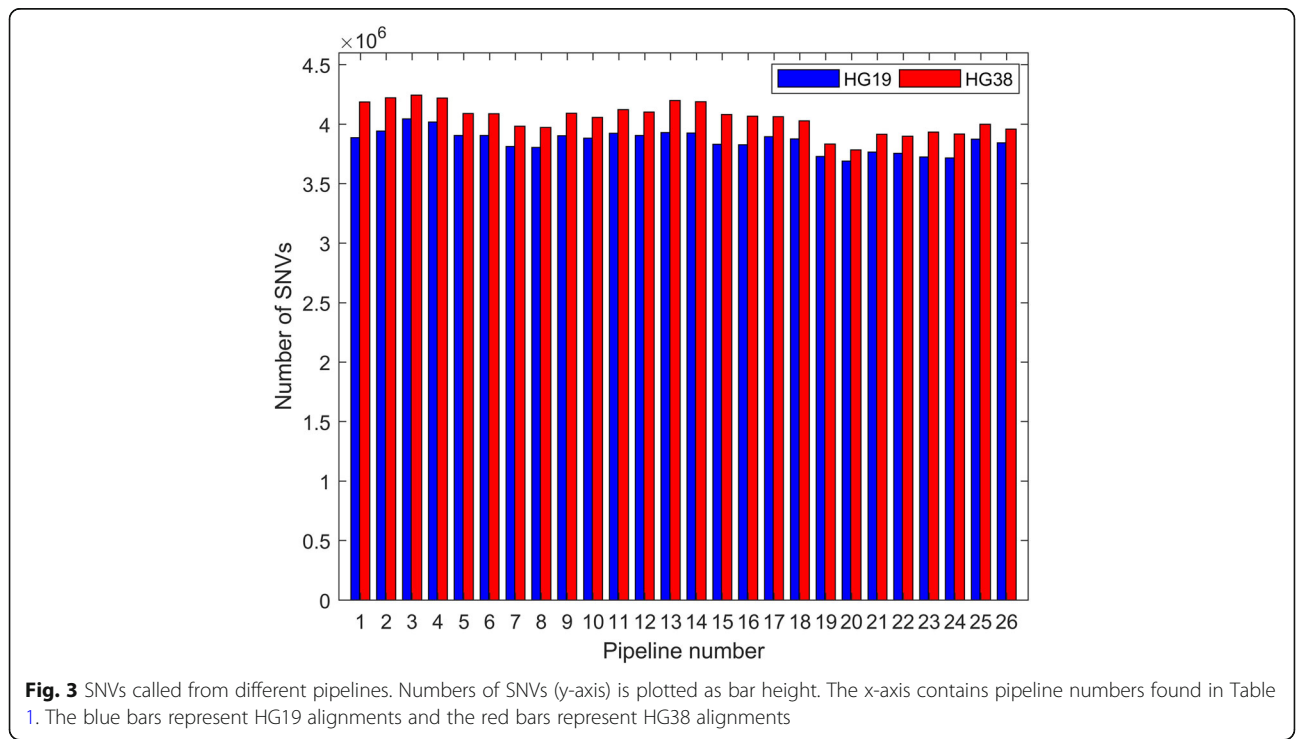 ×10⁶
4.5
4
3.5
3
2.5
2
1.5
1
0.5
0
Number of SNVs
HG19 HG38
1 2 3 4 5 6 7 8 9 10 11 12 13 14 15 16 17 18 19 20 21 22 23 24 25 26
Pipeline number
Fig. 3 SNVs called from different pipelines. Numbers of SNVs (y-axis) is plotted as bar height. The x-axis contains pipeline numbers found in Table
1. The blue bars represent HG19 alignments and the red bars represent HG38 alignments